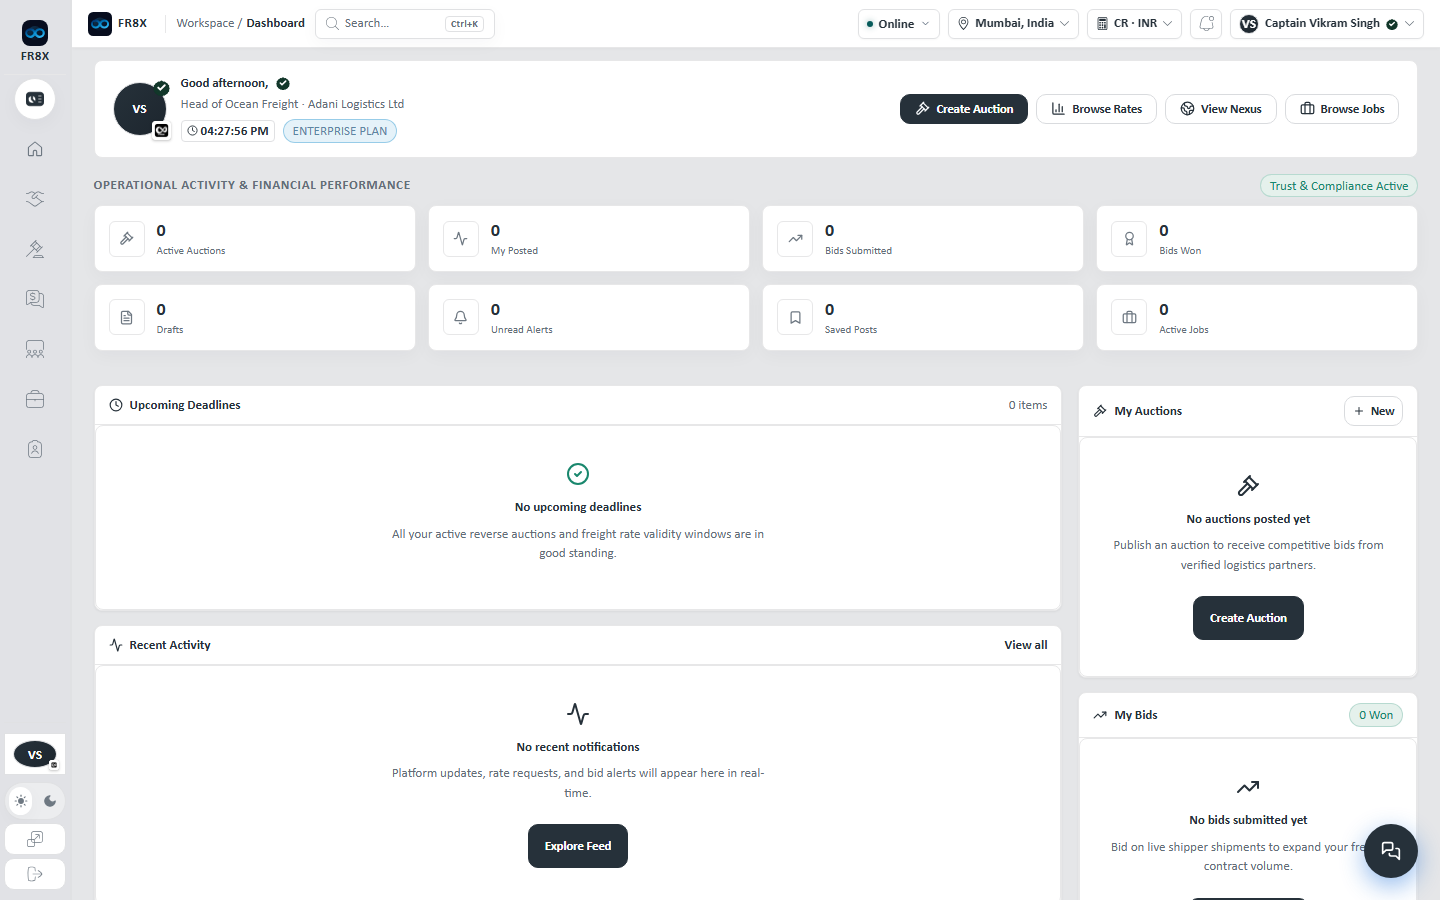 FR8X
FR8X
Workspace / Dashboard
Search...
Ctrl+K
Online
Mumbai, India
CR · INR
VS
Captain Vikram Singh
VS
Good afternoon,
Head of Ocean Freight · Adani Logistics Ltd
04:27:56 PM
ENTERPRISE PLAN
Create Auction
Browse Rates
View Nexus
Browse Jobs
OPERATIONAL ACTIVITY & FINANCIAL PERFORMANCE
Trust & Compliance Active
0
Active Auctions
0
My Posted
0
Bids Submitted
0
Bids Won
0
Drafts
0
Unread Alerts
0
Saved Posts
0
Active Jobs
Upcoming Deadlines
0 items
No upcoming deadlines
All your active reverse auctions and freight rate validity windows are in
good standing.
My Auctions
New
No auctions posted yet
Publish an auction to receive competitive bids from
verified logistics partners.
Create Auction
Recent Activity
View all
No recent notifications
Platform updates, rate requests, and bid alerts will appear here in real-
time.
Explore Feed
My Bids
0 Won
No bids submitted yet
Bid on live shipper shipments to expand your
contract volume.
VS